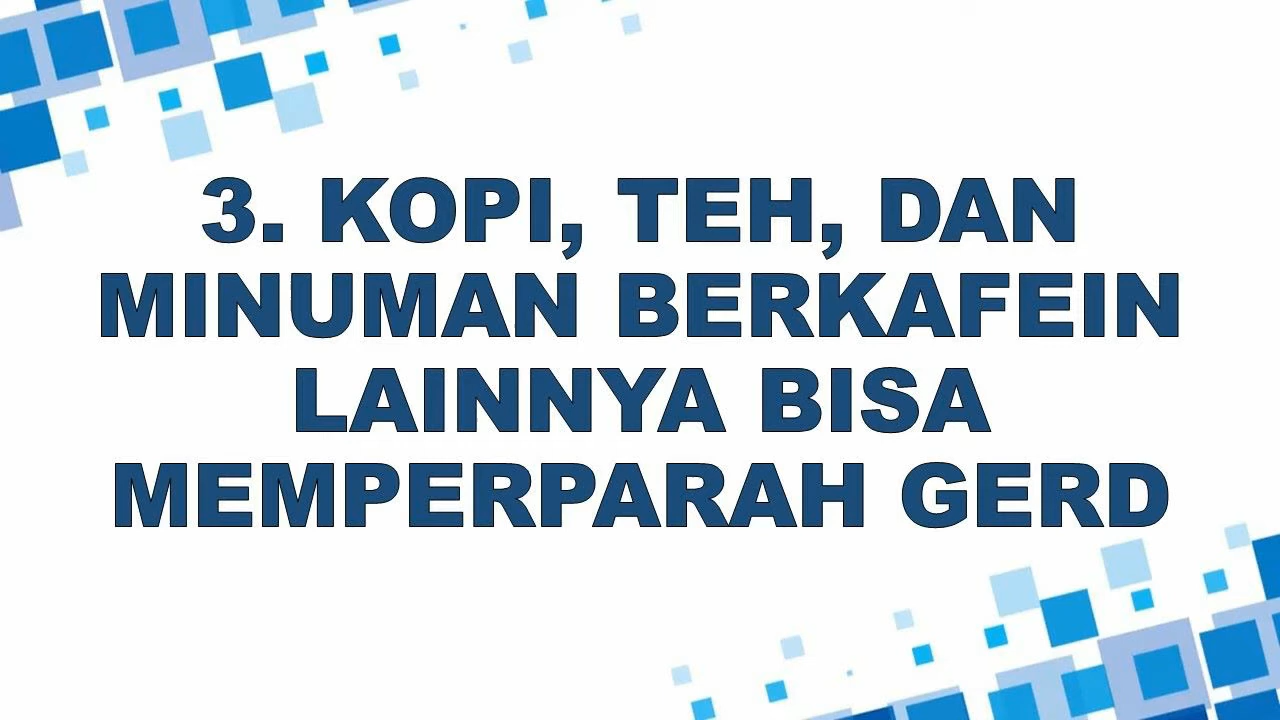 3. KOPI, TEH, DAN
MINUMAN BERKAFEIN
LAINNYA BISA
MEMPERPARAH GERD